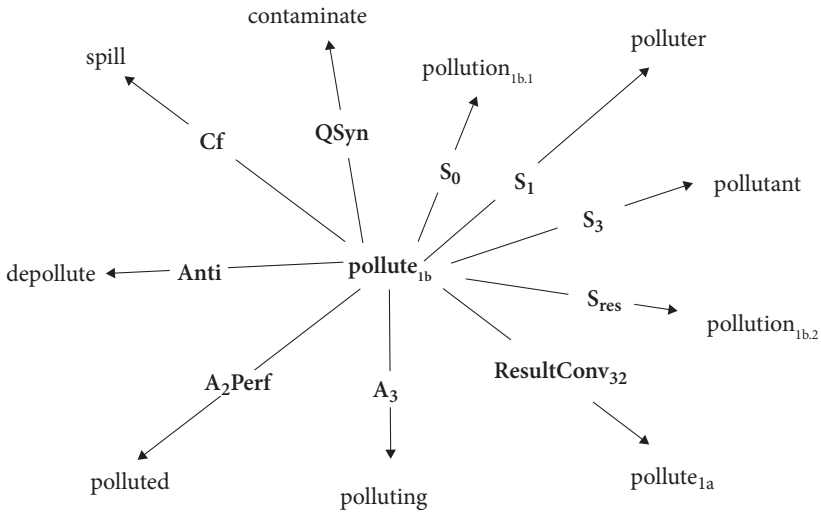 contaminate
polluter
spill
pollution1b.1
QSyn
Cf
S0
S1
pollutant
S3
pollute1b
depollute
Anti
Sres
pollution1b.2
ResultConv32
A2Perf
A3
polluted
pollute1a
polluting